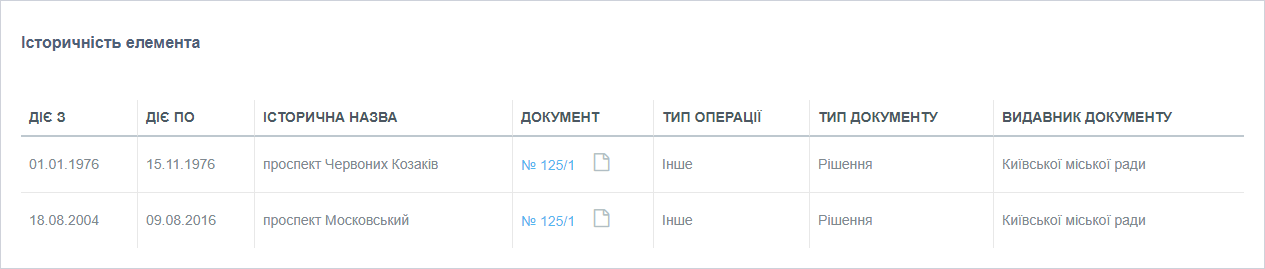 Історичність елемента
ДІЄ З ДІЄ ПО ІСТОРИЧНА НАЗВА ДОКУМЕНТ ТИП ОПЕРАЦІЇ ТИП ДОКУМЕНТУ ВИДАВНИК ДОКУМЕНТУ
01.01.1976 15.11.1976 проспект Червоних Козаків № 125/1 Інше Рішення Київської міської ради
18.08.2004 09.08.2016 проспект Московський № 125/1 Інше Рішення Київської міської ради